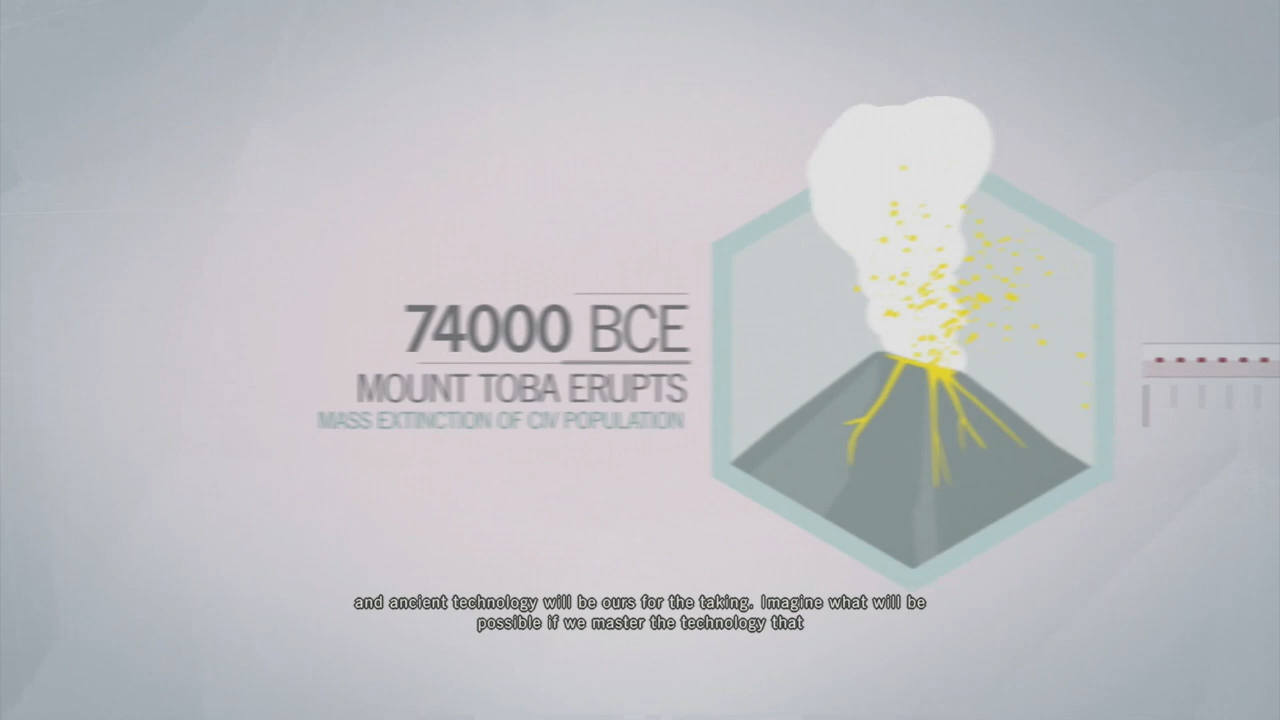 74000 BCE
MOUNT TOBA ERUPTS
MASS EXTINCTION OF CIV POPULATION
and ancient technology will be ours for the taking. Imagine what will be
possible if we master the technology that